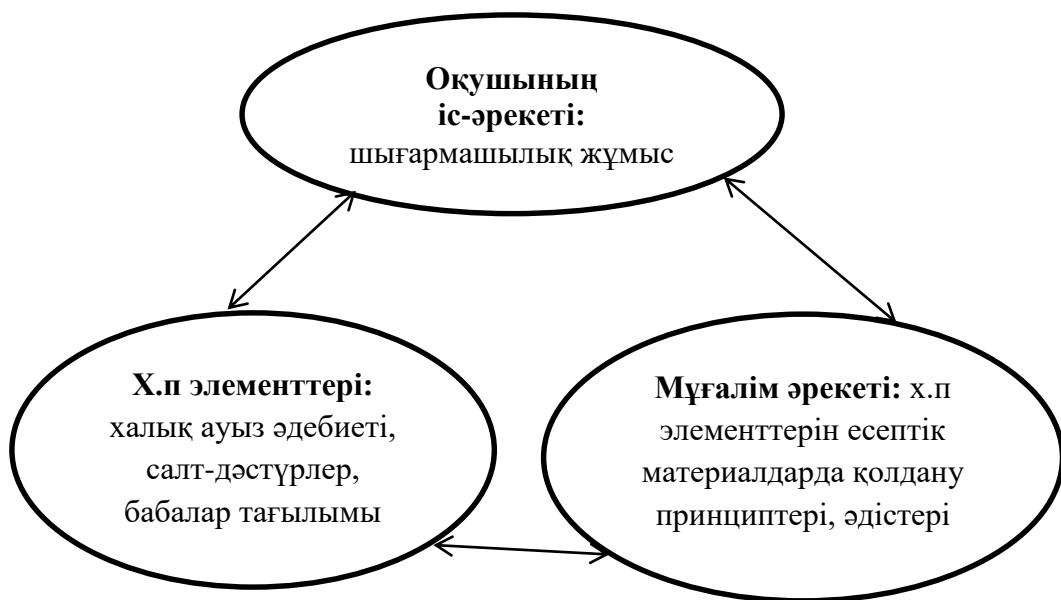 Оқушының
іс-әрекеті:
шығармашылық жұмыс
Х.п элементтері:
халық ауыз әдебиеті,
салт-дәстүрлер,
бабалар тағылымы
Мұғалім әрекеті: х.п
элементтерін есептік
материалдарда қолдану
принциптері, әдістері